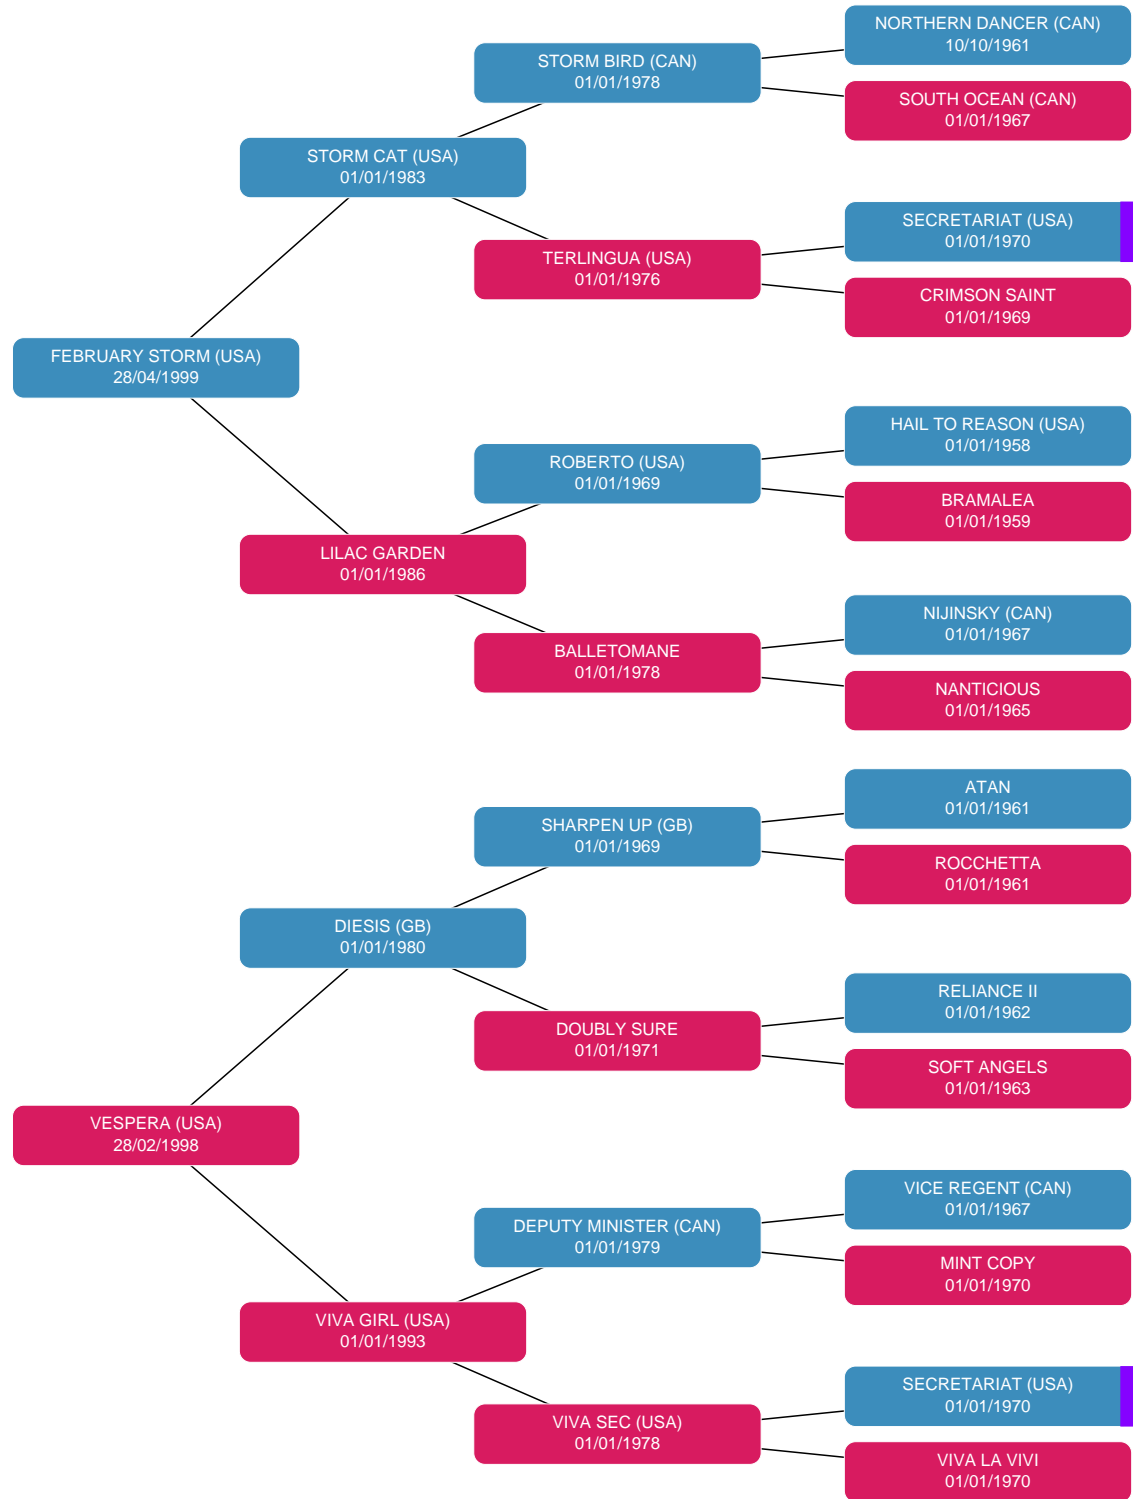 NORTHERN DANCER (CAN)
10/10/1961
STORM BIRD (CAN)
01/01/1978
SOUTH OCEAN (CAN)
01/01/1967
STORM CAT (USA)
01/01/1983
SECRETARIAT (USA)
01/01/1970
TERLINGUA (USA)
01/01/1976
CRIMSON SAINT
01/01/1969
FEBRUARY STORM (USA)
28/04/1999
HAIL TO REASON (USA)
01/01/1958
ROBERTO (USA)
01/01/1969
BRAMALEA
01/01/1959
LILAC GARDEN
01/01/1986
NIJINSKY (CAN)
01/01/1967
BALLETOMANE
01/01/1978
NANTICIOUS
01/01/1965
ATAN
01/01/1961
SHARPEN UP (GB)
01/01/1969
ROCCHETTA
01/01/1961
DIESIS (GB)
01/01/1980
RELIANCE II
01/01/1962
DOUBLY SURE
01/01/1971
SOFT ANGELS
01/01/1963
VESPERA (USA)
28/02/1998
VICE REGENT (CAN)
01/01/1967
DEPUTY MINISTER (CAN)
01/01/1979
MINT COPY
01/01/1970
VIVA GIRL (USA)
01/01/1993
SECRETARIAT (USA)
01/01/1970
VIVA SEC (USA)
01/01/1978
VIVA LA VIVI
01/01/1970